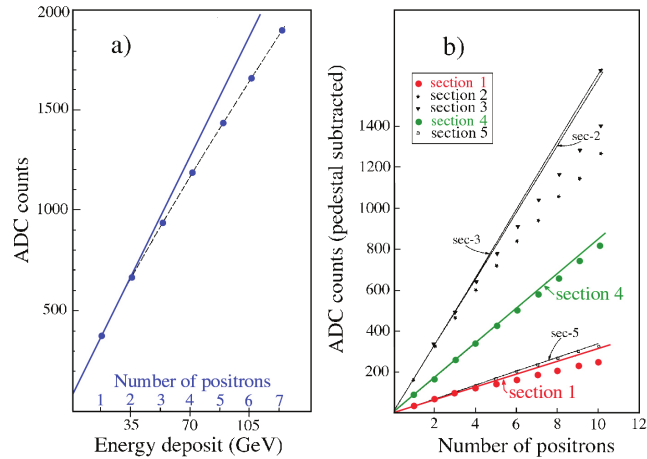 a)
2000
1500
1000
500
ADC counts
Number of positrons
1 2 3 4 5 6 7
35 70 105
Energy deposit (GeV)
b)
section 1
section 2
section 3
section 4
section 5
1400
1200
1000
800
600
400
200
ADC counts (pedestal subtracted)
sec-2
sec-3
section 4
sec-5
section 1
2 4 6 8 10
Number of positrons